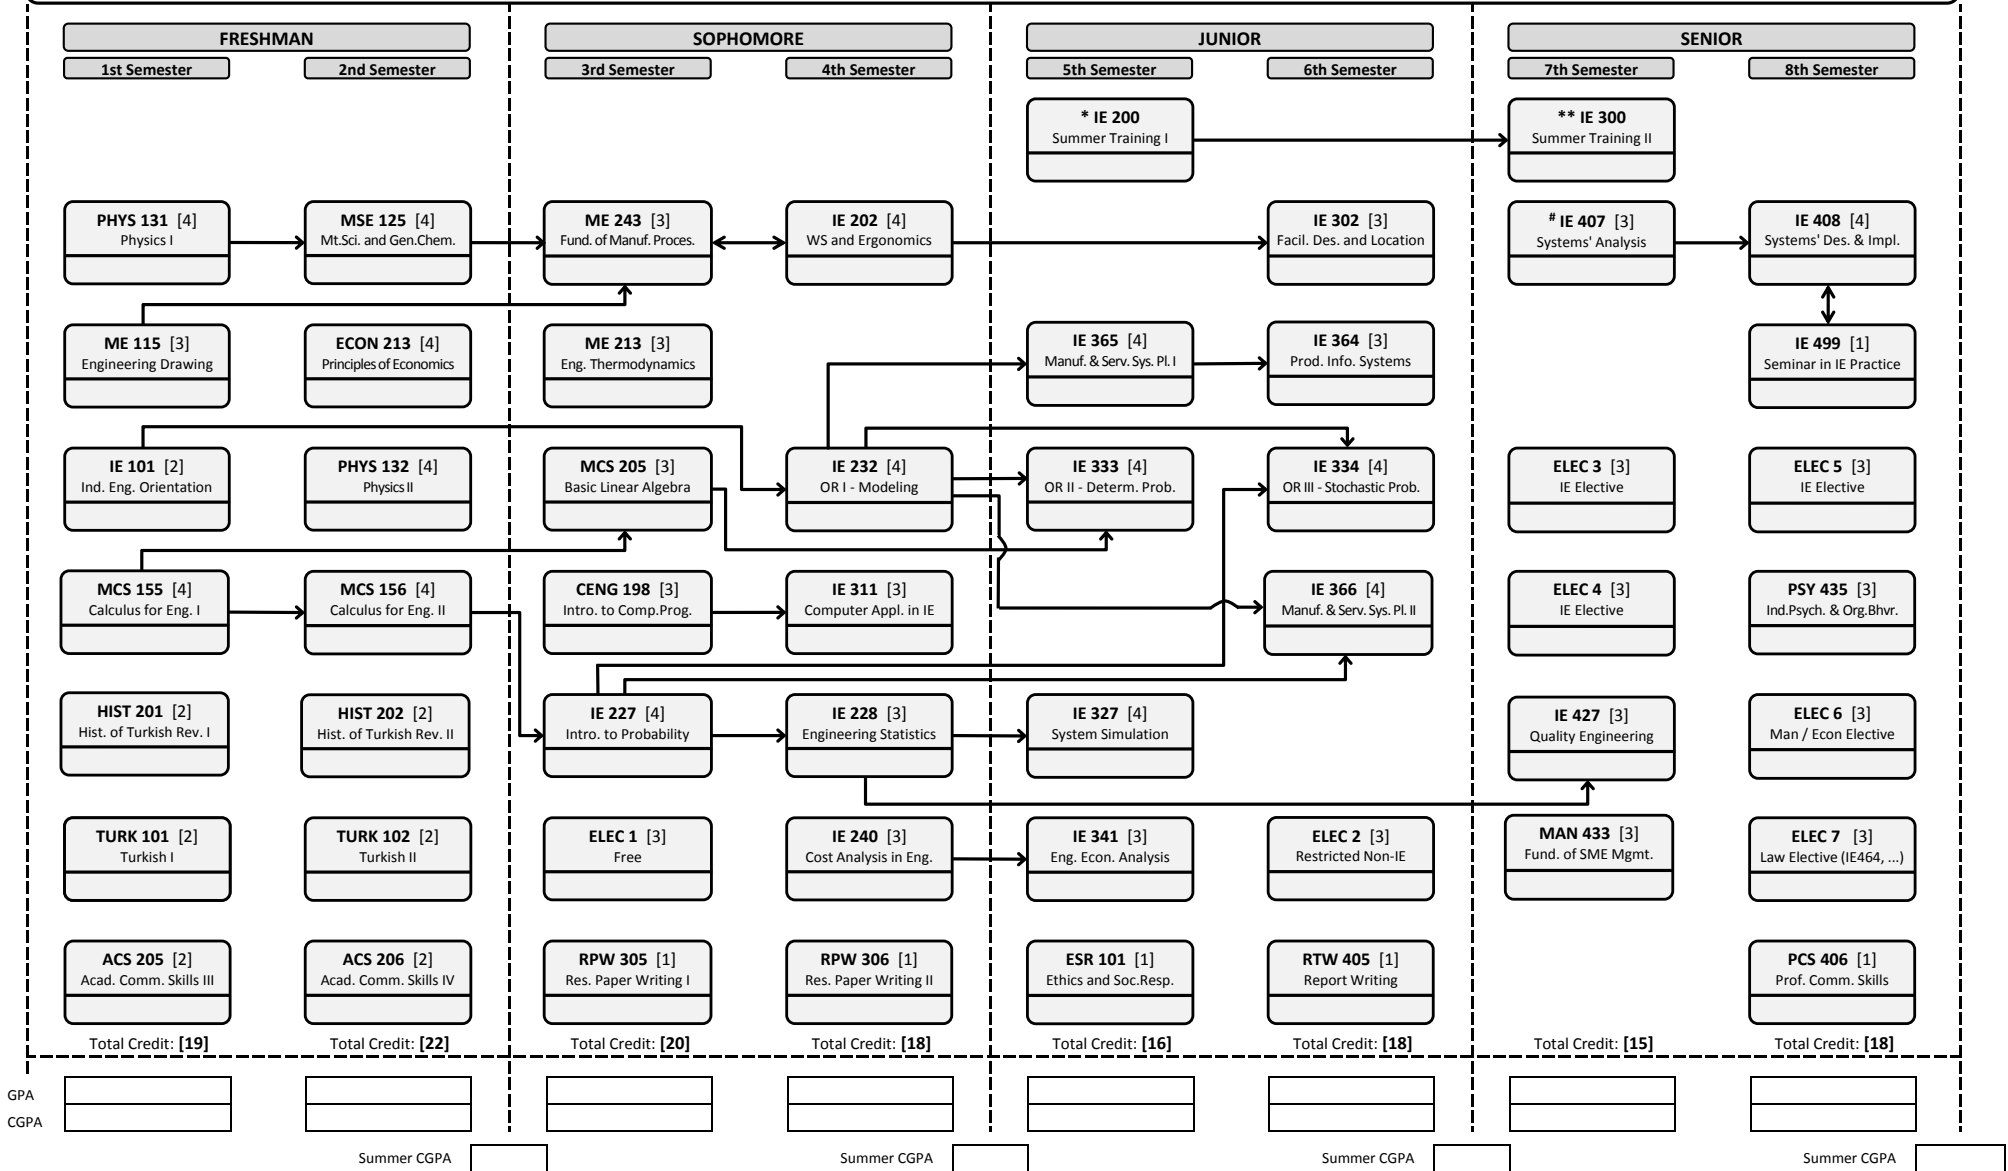 FRESHMAN SOPHOMORE JUNIOR SENIOR
1st Semester 2nd Semester 3rd Semester 4th Semester 5th Semester 6th Semester 7th Semester 8th Semester
* IE 200 ** IE 300
Summer Training I Summer Training II
PHYS 131 [4] MSE 125 [4] ME 243 [3] IE 202 [4] IE 302 [3] # IE 407 [3] IE 408 [4]
Physics I Mt.Sci. and Gen.Chem. Fund. of Manuf. Proces. WS and Ergonomics Facil. Des. and Location Systems' Analysis Systems' Des. & Impl.
ME 115 [3] ECON 213 [4] ME 213 [3] IE 365 [4] IE 364 [3] IE 499 [1]
Engineering Drawing Principles of Economics Eng. Thermodynamics Manuf. & Serv. Sys. Pl. I Prod. Info. Systems Seminar in IE Practice
IE 101 [2] PHYS 132 [4] MCS 205 [3] IE 232 [4] IE 333 [4] IE 334 [4] ELEC 3 [3] ELEC 5 [3]
Ind. Eng. Orientation Physics II Basic Linear Algebra OR I - Modeling OR II - Determ. Prob. OR III - Stochastic Prob. IE Elective IE Elective
MCS 155 [4] MCS 156 [4] CENG 198 [3] IE 311 [3] IE 366 [4] ELEC 4 [3] PSY 435 [3]
Calculus for Eng. I Calculus for Eng. II Intro. to Comp.Prog. Computer Appl. in IE Manuf. & Serv. Sys. Pl. II IE Elective Ind.Psych. & Org.Bhvr.
HIST 201 [2] HIST 202 [2] IE 227 [4] IE 228 [3] IE 327 [4] IE 427 [3] ELEC 6 [3]
Hist. of Turkish Rev. I Hist. of Turkish Rev. II Intro. to Probability Engineering Statistics System Simulation Quality Engineering Man / Econ Elective
TURK 101 [2] TURK 102 [2] ELEC 1 [3] IE 240 [3] IE 341 [3] ELEC 2 [3] MAN 433 [3] ELEC 7 [3]
Turkish I Turkish II Free Cost Analysis in Eng. Eng. Econ. Analysis Restricted Non-IE Fund. of SME Mgmt. Law Elective (IE464, ...)
ACS 205 [2] ACS 206 [2] RPW 305 [1] RPW 306 [1] ESR 101 [1] RTW 405 [1] PCS 406 [1]
Acad. Comm. Skills III Acad. Comm. Skills IV Res. Paper Writing I Res. Paper Writing II Ethics and Soc.Resp. Report Writing Prof. Comm. Skills
Total Credit: [19] Total Credit: [22] Total Credit: [20] Total Credit: [18] Total Credit: [16] Total Credit: [18] Total Credit: [15] Total Credit: [18]
GPA
CGPA
Summer CGPA Summer CGPA Summer CGPA Summer CGPA